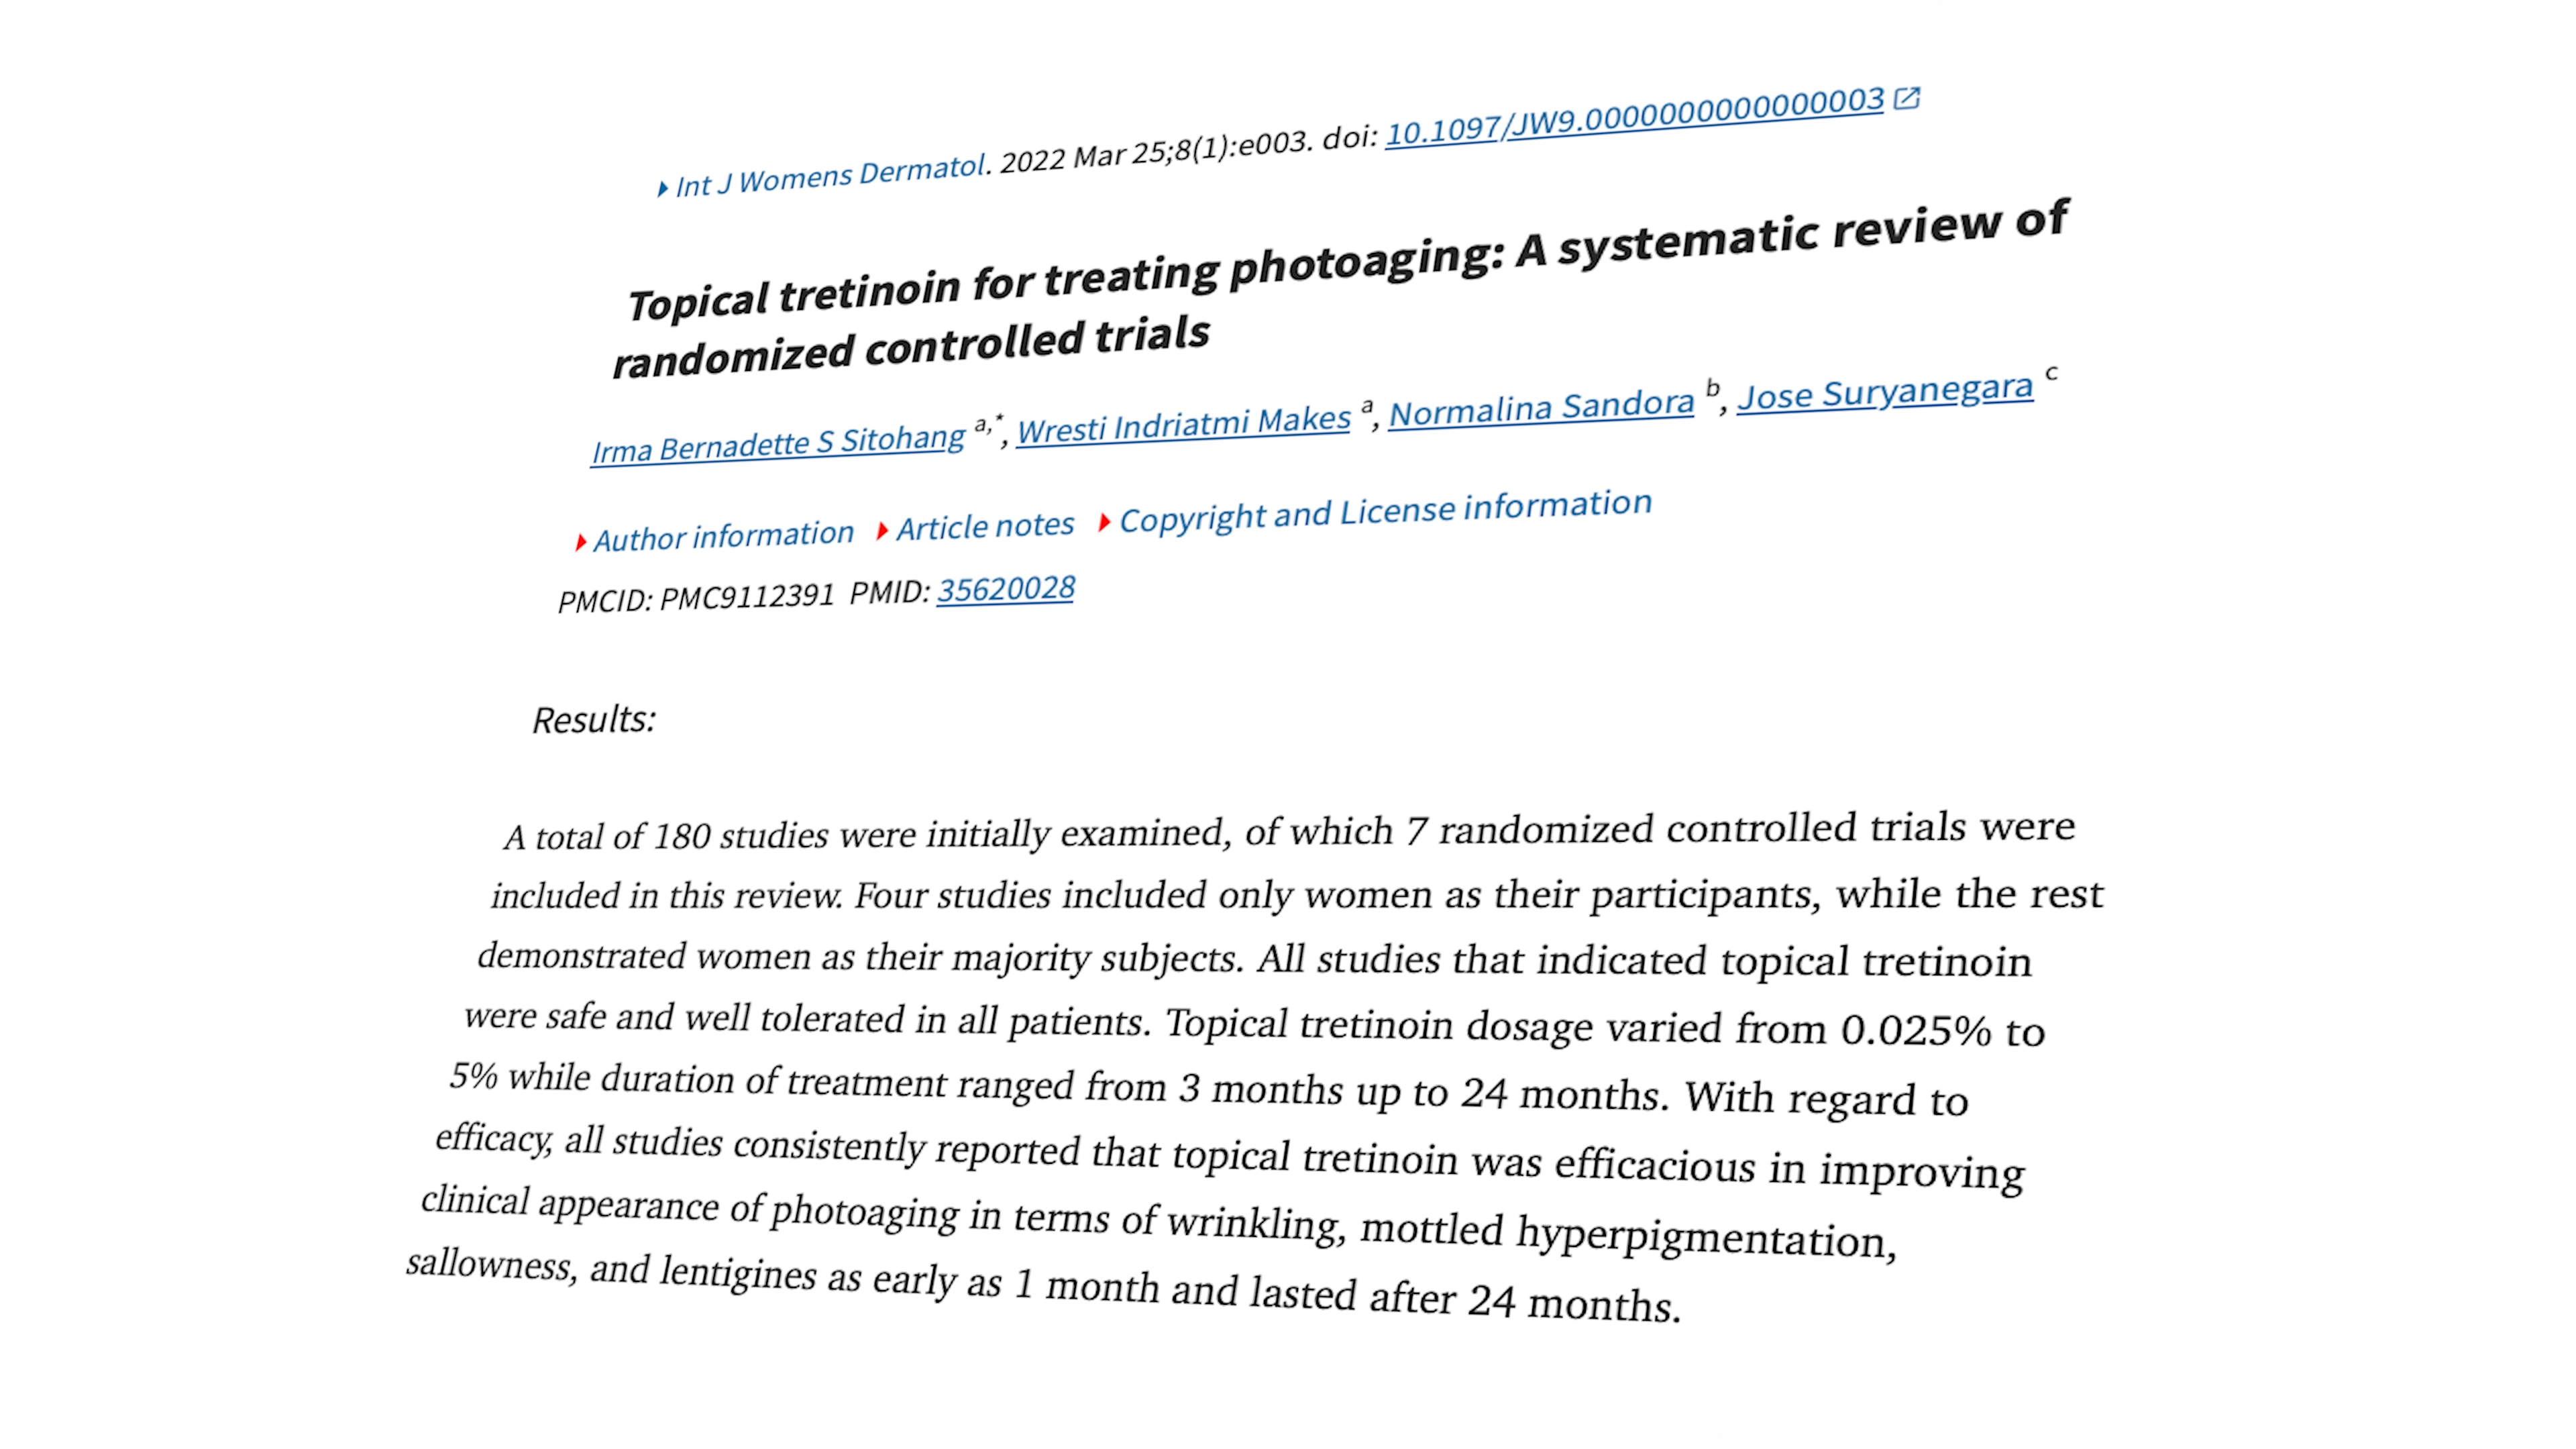 Int J Womens Dermatol. 2022 Mar 25;8(1):e003. doi: 10.1097/JW9.0000000000000003
Topical tretinoin for treating photoaging: A systematic review of
randomized controlled trials
Irma Bernadette S Sitohang a,*, Wresti Indriatmi Makes a, Normalina Sandora b, Jose Suryanegara c
Author information Article notes Copyright and License information
PMCID: PMC9112391 PMID: 35620028
Results:
A total of 180 studies were initially examined, of which 7 randomized controlled trials were
included in this review. Four studies included only women as their participants, while the rest
demonstrated women as their majority subjects. All studies that indicated topical tretinoin
were safe and well tolerated in all patients. Topical tretinoin dosage varied from 0.025% to
5% while duration of treatment ranged from 3 months up to 24 months. With regard to
efficacy, all studies consistently reported that topical tretinoin was efficacious in improving
clinical appearance of photoaging in terms of wrinkling, mottled hyperpigmentation,
sallowness, and lentigines as early as 1 month and lasted after 24 months.